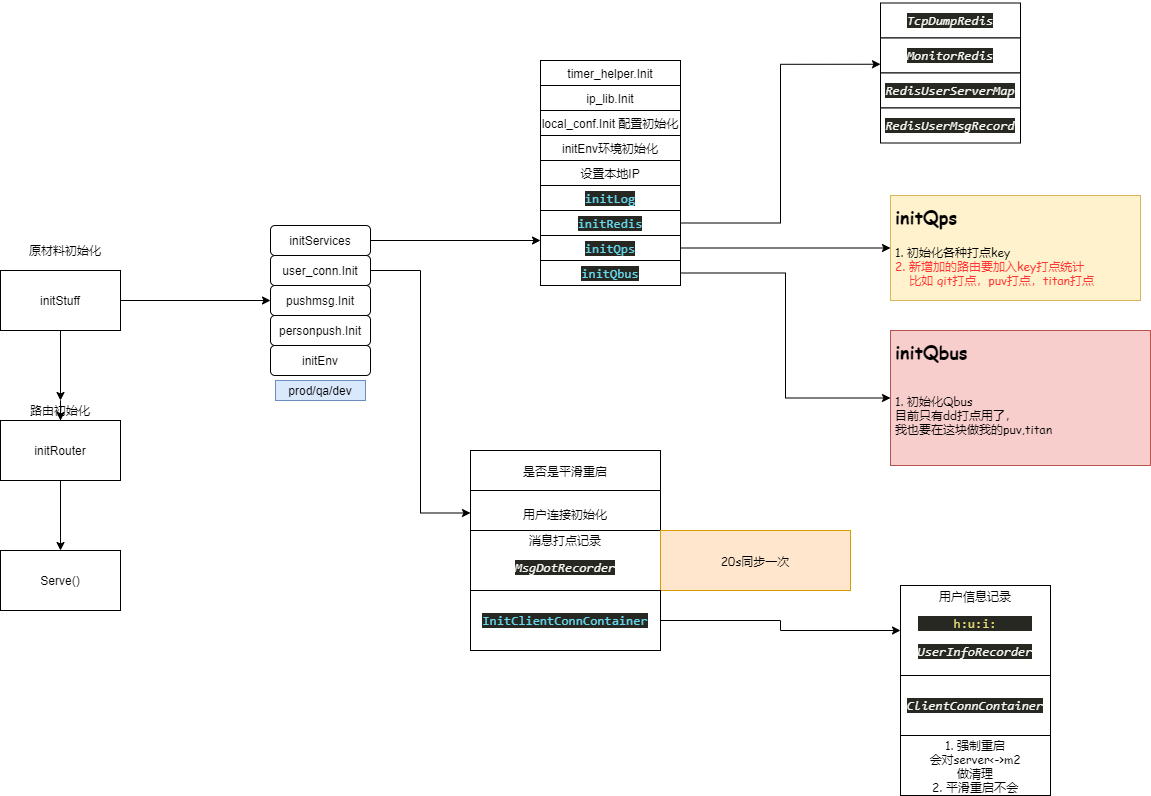 原材料初始化
initStuff
路由初始化
initRouter
Serve()
initServices
user_conn.Init
pushmsg.Init
personpush.Init
initEnv
prod/qa/dev
timer_helper.Init
ip_lib.Init
local_conf.Init 配置初始化
initEnv环境初始化
设置本地IP
initLog
initRedis
initQps
initQbus
TcpDumpRedis
MonitorRedis
RedisUserServerMap
RedisUserMsgRecord
initQps
1. 初始化各种打点key
2. 新增加的路由要加入key打点统计
比如 qit打点，puv打点，titan打点
initQbus
1. 初始化Qbus
目前只有dd打点用了，
我也要在这块做我的puv,titan
是否是平滑重启
用户连接初始化
消息打点记录
MsgDotRecorder
20s同步一次
InitClientConnContainer
用户信息记录
h:u:i:
UserInfoRecorder
ClientConnContainer
1. 强制重启
会对server<->m2
做清理
2. 平滑重启不会